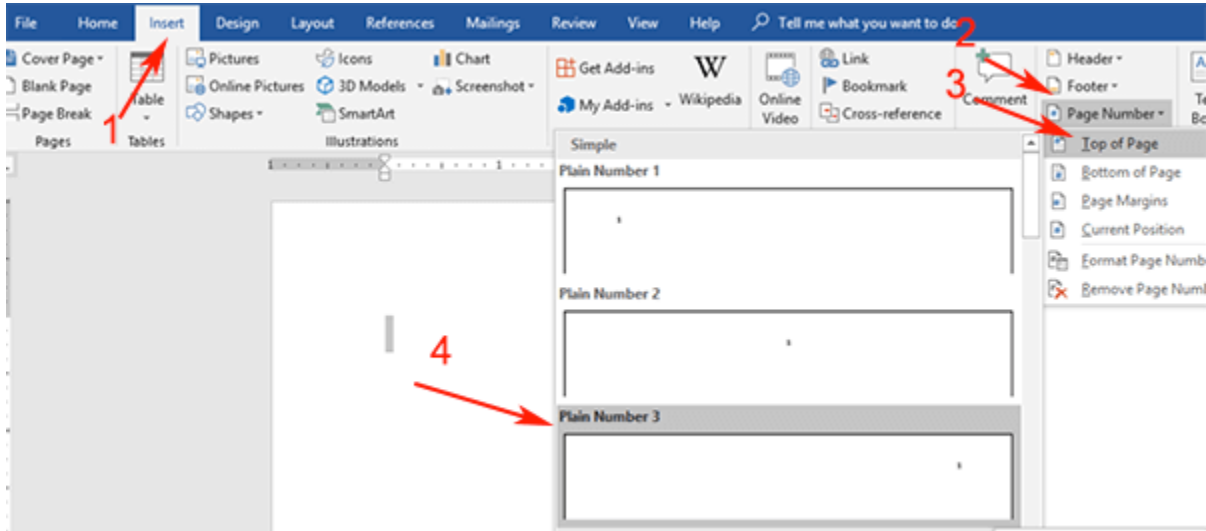 File Home Insert Design Layout References Mailings Review View Help Tell me what you want to do
2
Cover Page
Blank Page
Page Break
Pages
Table
Tables
1
Pictures
Online Pictures
Shapes
Icons
3D Models
SmartArt
Chart
Screenshot
Illustrations
Get Add-ins
My Add-ins
W
Wikipedia
Online
Video
Link
Bookmark
Cross-reference
Comment
3
Header
Footer
Page Number
Top of Page
Bottom of Page
Page Margins
Current Position
Format Page Numb
Remove Page Numb
Simple
Plain Number 1
1
Plain Number 2
1
4
Plain Number 3
1